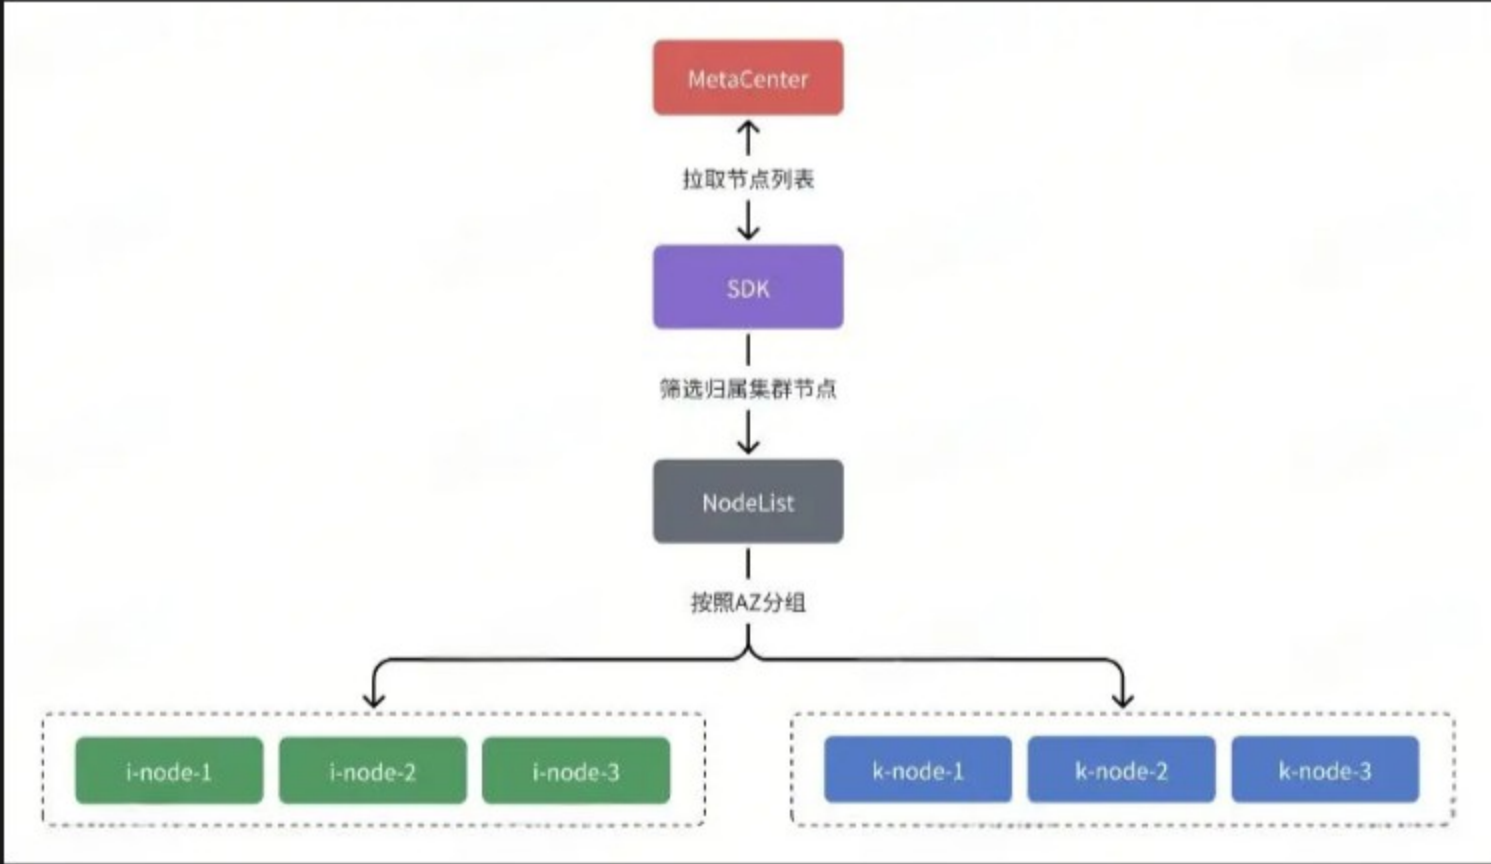 MetaCenter
拉取节点列表
SDK
筛选归属集群节点
NodeList
按照AZ分组
i-node-1
i-node-2
i-node-3
k-node-1
k-node-2
k-node-3